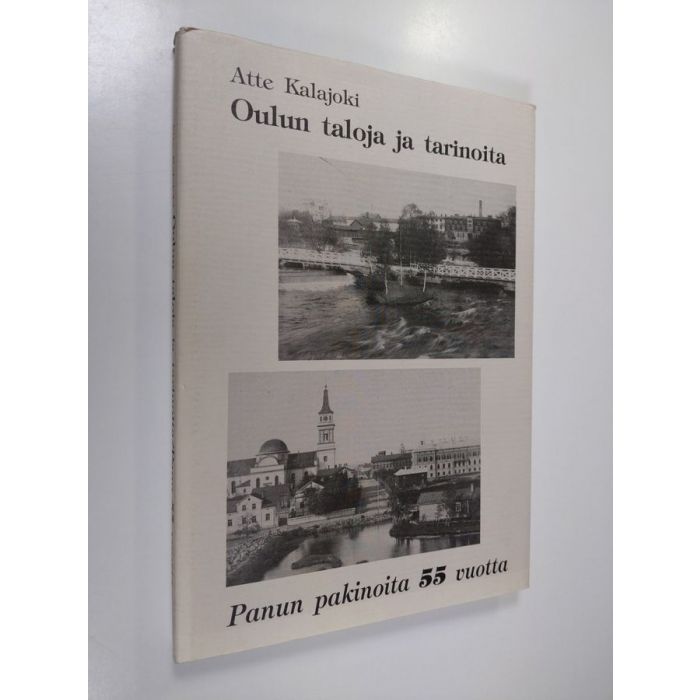 Atte Kalajoki
Oulun taloja ja tarinoita
Panun pakinoita 55 vuotta